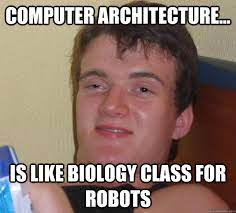 COMPUTER ARCHITECTURE...
IS LIKE BIOLOGY CLASS FOR
ROBOTS